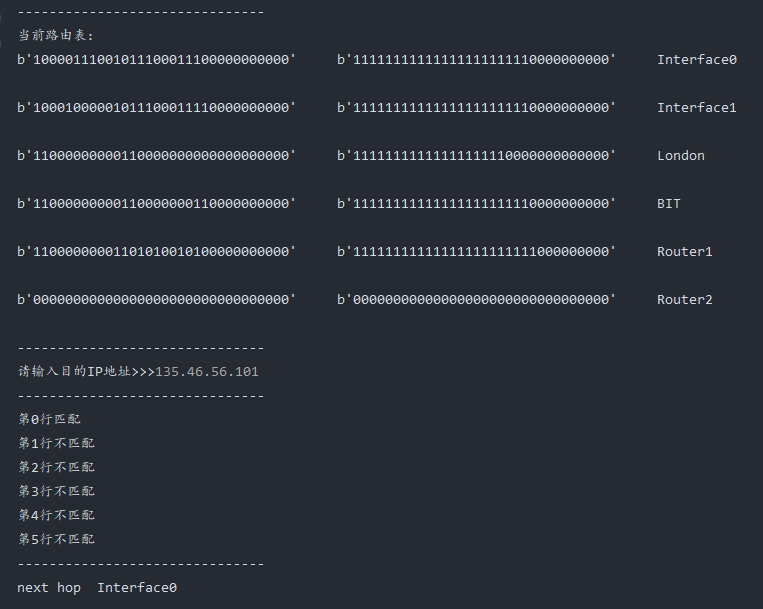 -------------------------------
当前路由表:
b'10000111001011100011100000000000' b'11111111111111111111110000000000' Interface0
b'10001000001011100011110000000000' b'11111111111111111111110000000000' Interface1
b'11000000000110000000000000000000' b'11111111111111111110000000000000' London
b'11000000000110000000110000000000' b'11111111111111111111110000000000' BIT
b'11000000001101010010100000000000' b'11111111111111111111111000000000' Router1
b'00000000000000000000000000000000' b'00000000000000000000000000000000' Router2
-------------------------------
请输入目的IP地址>>>135.46.56.101
-------------------------------
第0行匹配
第1行不匹配
第2行不匹配
第3行不匹配
第4行不匹配
第5行不匹配
-------------------------------
next hop  Interface0